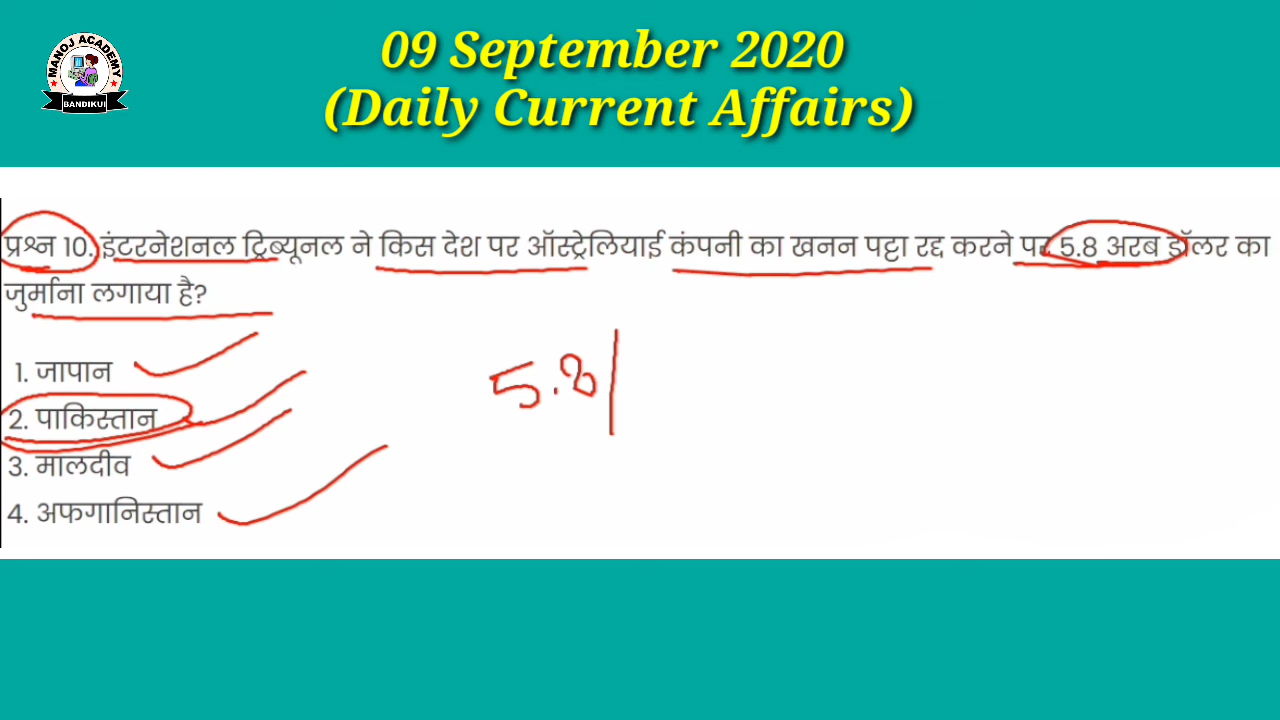 MANOJ ACADEMY
BANDIKUI
09 September 2020
(Daily Current Affairs)
प्रश्न 10. इंटरनेशनल ट्रिब्यूनल ने किस देश पर ऑस्ट्रेलियाई कंपनी का खनन पट्टा रद्द करने पर 5.8 अरब डॉलर का
जुर्माना लगाया है?
1. जापान
2. पाकिस्तान
5.8
3. मालदीव
4. अफगानिस्तान